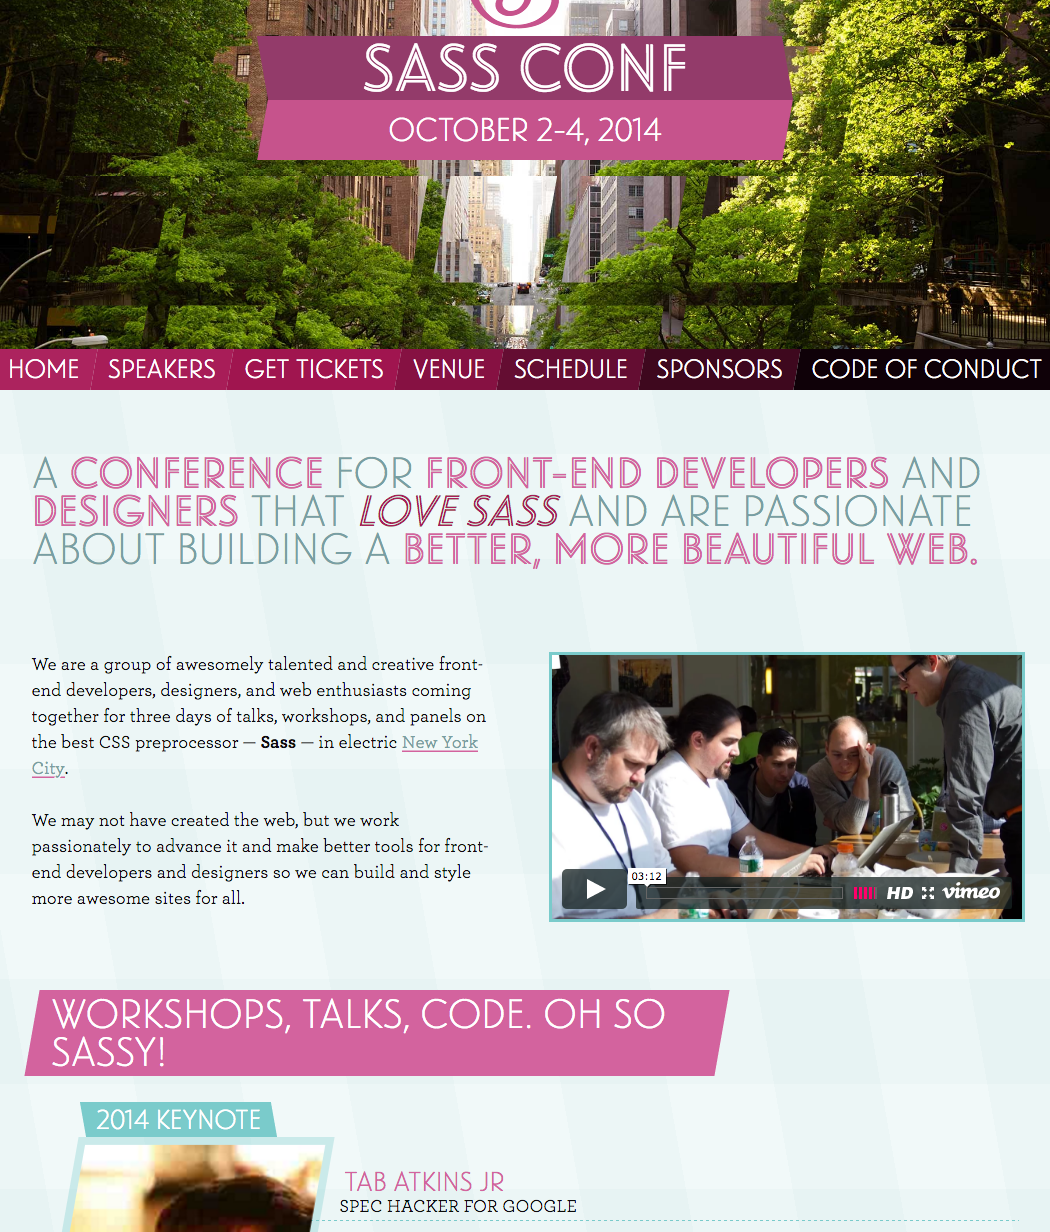 SASS CONF
OCTOBER 2-4, 2014
HOME SPEAKERS GET TICKETS VENUE SCHEDULE SPONSORS CODE OF CONDUCT
A CONFERENCE FOR FRONT-END DEVELOPERS AND
DESIGNERS THAT LOVE SASS AND ARE PASSIONATE
ABOUT BUILDING A BETTER, MORE BEAUTIFUL WEB.
We are a group of awesomely talented and creative front-
end developers, designers, and web enthusiasts coming
together for three days of talks, workshops, and panels on
the best CSS preprocessor — Sass — in electric New York
City.
We may not have created the web, but we work
passionately to advance it and make better tools for front-
end developers and designers so we can build and style
more awesome sites for all.
03:12
HD vimeo
WORKSHOPS, TALKS, CODE. OH SO
SASSY!
2014 KEYNOTE
TAB ATKINS JR
SPEC HACKER FOR GOOGLE